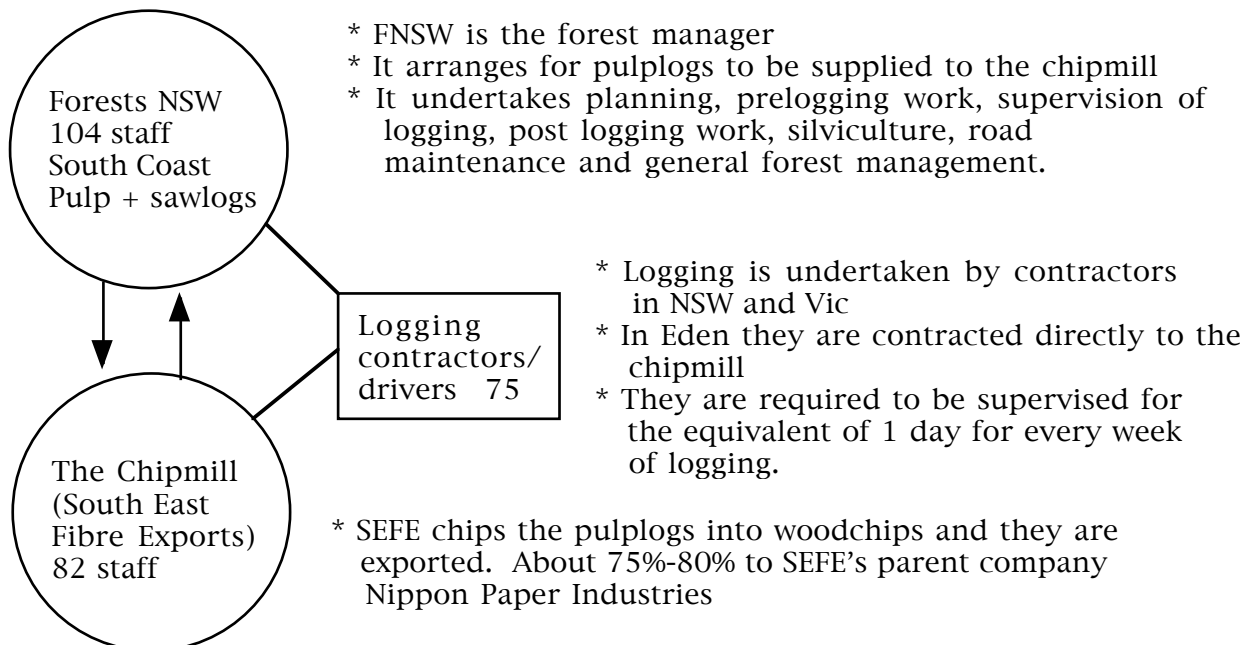 * FNSW is the forest manager
* It arranges for pulplogs to be supplied to the chipmill
* It undertakes planning, prelogging work, supervision of
logging, post logging work, silviculture, road
maintenance and general forest management.
Forests NSW
104 staff
South Coast
Pulp + sawlogs
* Logging is undertaken by contractors
in NSW and Vic
* In Eden they are contracted directly to the
chipmill
* They are required to be supervised for
the equivalent of 1 day for every week
of logging.
Logging
contractors/
drivers 75
The Chipmill
(South East
Fibre Exports)
82 staff
* SEFE chips the pulplogs into woodchips and they are
exported. About 75%-80% to SEFE's parent company
Nippon Paper Industries